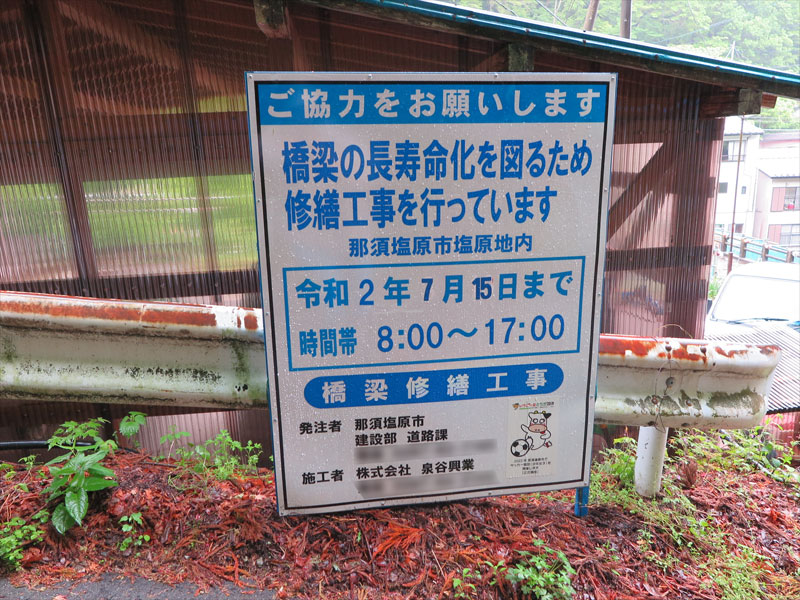 ご協力をお願いします
橋梁の長寿命化を図るため
修繕工事を行っています
那須塩原市塩原地内
令和2年7月15日まで
時間帯 8:00～17:00
橋梁修繕工事
発注者 那須塩原市
建設部 道路課
施工者 株式会社 泉谷興業